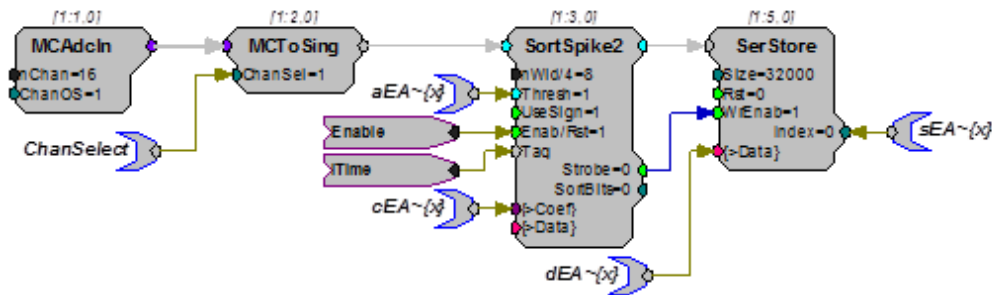 [1:1,0]
[1:2,0]
[1:3,0]
[1:5,0]
MCAdcIn
nChan=16
ChanOS=1
MCToSing
ChanSel=1
SortSpike2
nWid/4=8
Thresh=1
UseSign=1
Enab/Rst=1
Tag
Strobe=0
SortBits=0
{>Coef}
{>Data}
SerStore
Size=32000
Rst=0
WrEnab=1
Index=0
{>Data}
ChanSelect
aEA~{x}
Enable
iTime
cEA~{x}
dEA~{x}
sEA~{x}